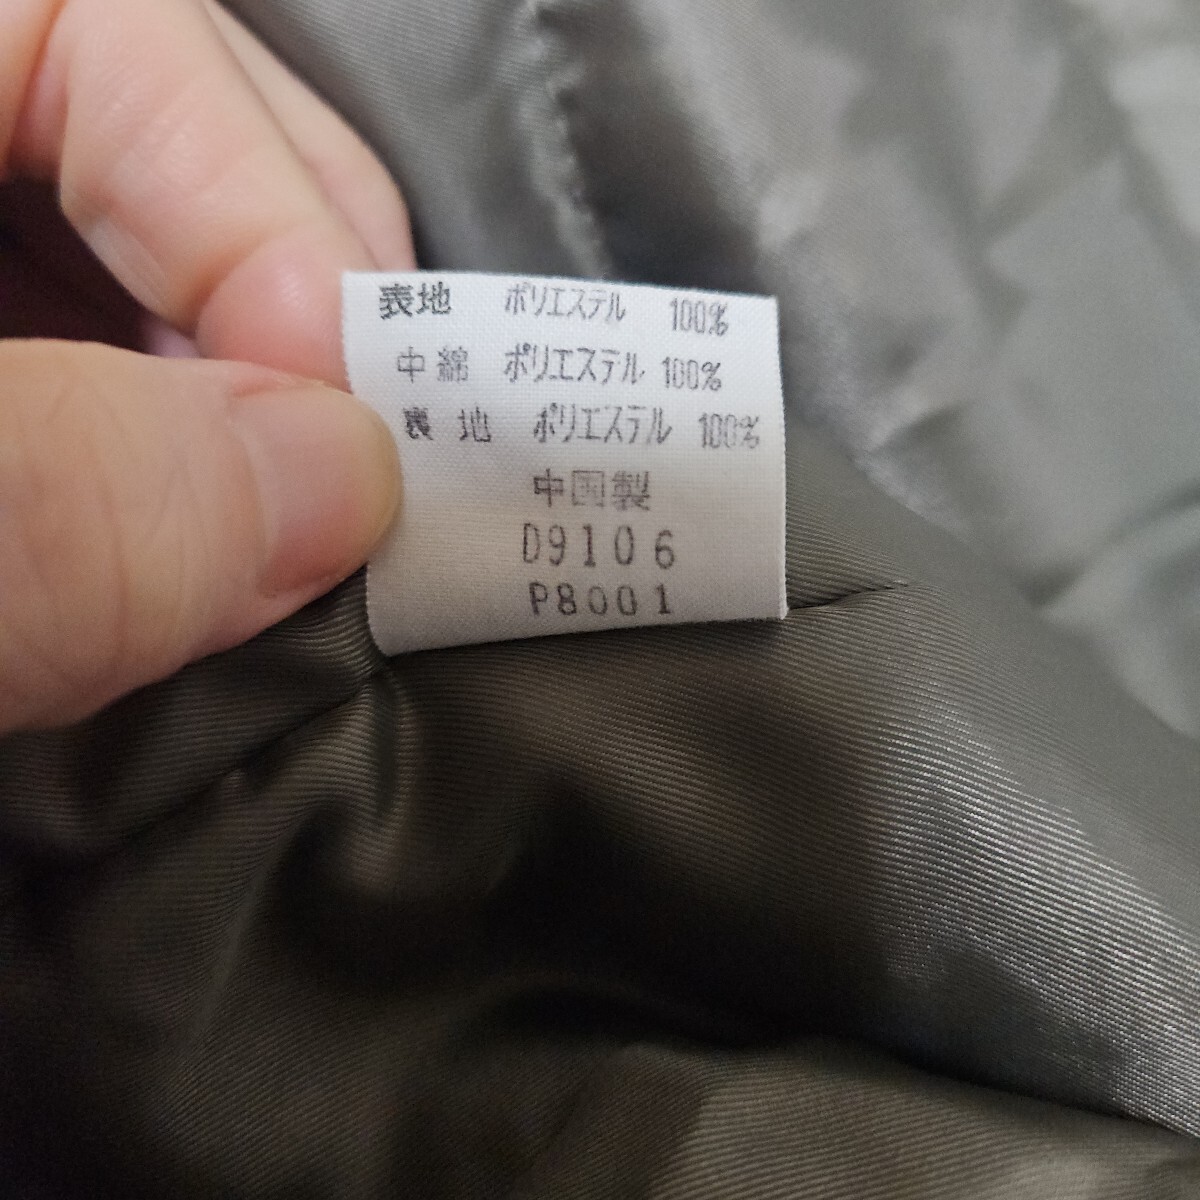 表地 ポリエステル 100%
中綿 ポリエステル 100%
裏地 ポリエステル 100%
中国製
D9106
P8001